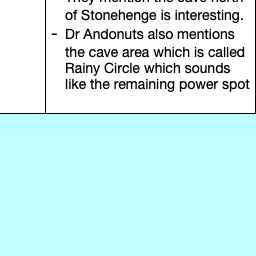 They mention the cave north
of Stonehenge is interesting.
- Dr Andonuts also mentions
the cave area which is called
Rainy Circle which sounds
like the remaining power spot